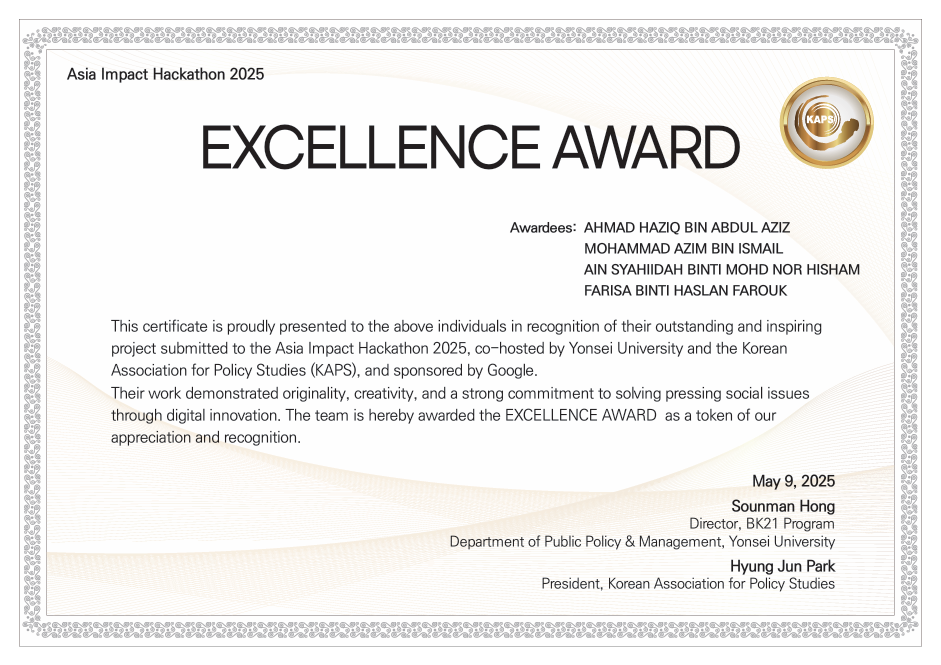 Asia Impact Hackathon 2025
EXCELLENCE AWARD
KAPS
Awardees: AHMAD HAZIQ BIN ABDUL AZIZ
MOHAMMAD AZIM BIN ISMAIL
AIN SYAHIIDAH BINTI MOHD NOR HISHAM
FARISA BINTI HASLAN FAROUK
This certificate is proudly presented to the above individuals in recognition of their outstanding and inspiring
project submitted to the Asia Impact Hackathon 2025, co-hosted by Yonsei University and the Korean
Association for Policy Studies (KAPS), and sponsored by Google.
Their work demonstrated originality, creativity, and a strong commitment to solving pressing social issues
through digital innovation. The team is hereby awarded the EXCELLENCE AWARD as a token of our
appreciation and recognition.
May 9, 2025
Sounman Hong
Director, BK21 Program
Department of Public Policy & Management, Yonsei University
Hyung Jun Park
President, Korean Association for Policy Studies